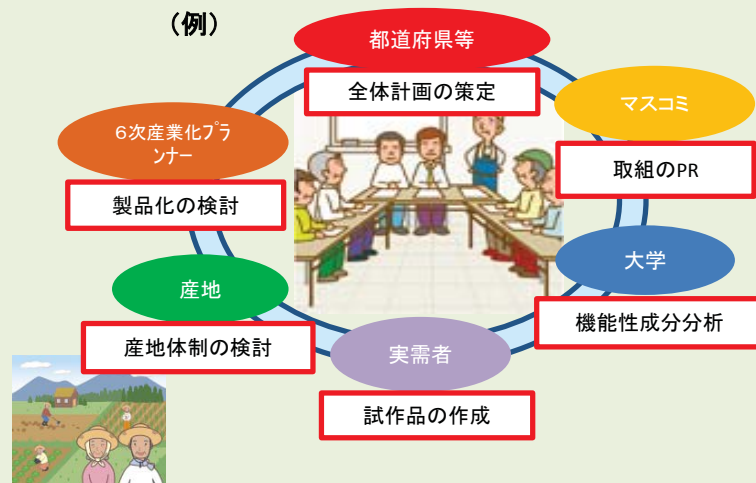 （例）
都道府県等
全体計画の策定
マスコミ
取組のPR
６次産業化プラ
ンナー
製品化の検討
大学
機能性成分分析
産地
産地体制の検討
実需者
試作品の作成